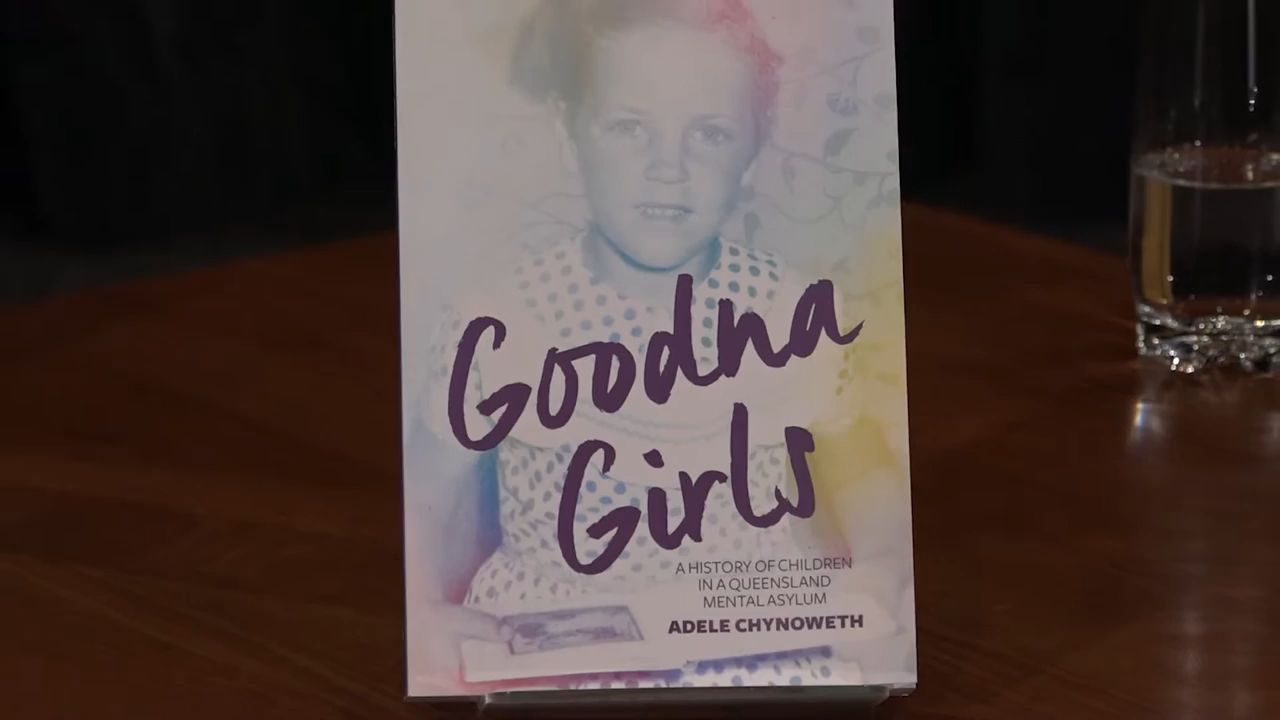 Goodna
Girls
A HISTORY OF CHILDREN
IN A QUEENSLAND
MENTAL ASYLUM
ADELE CHYNOWETH